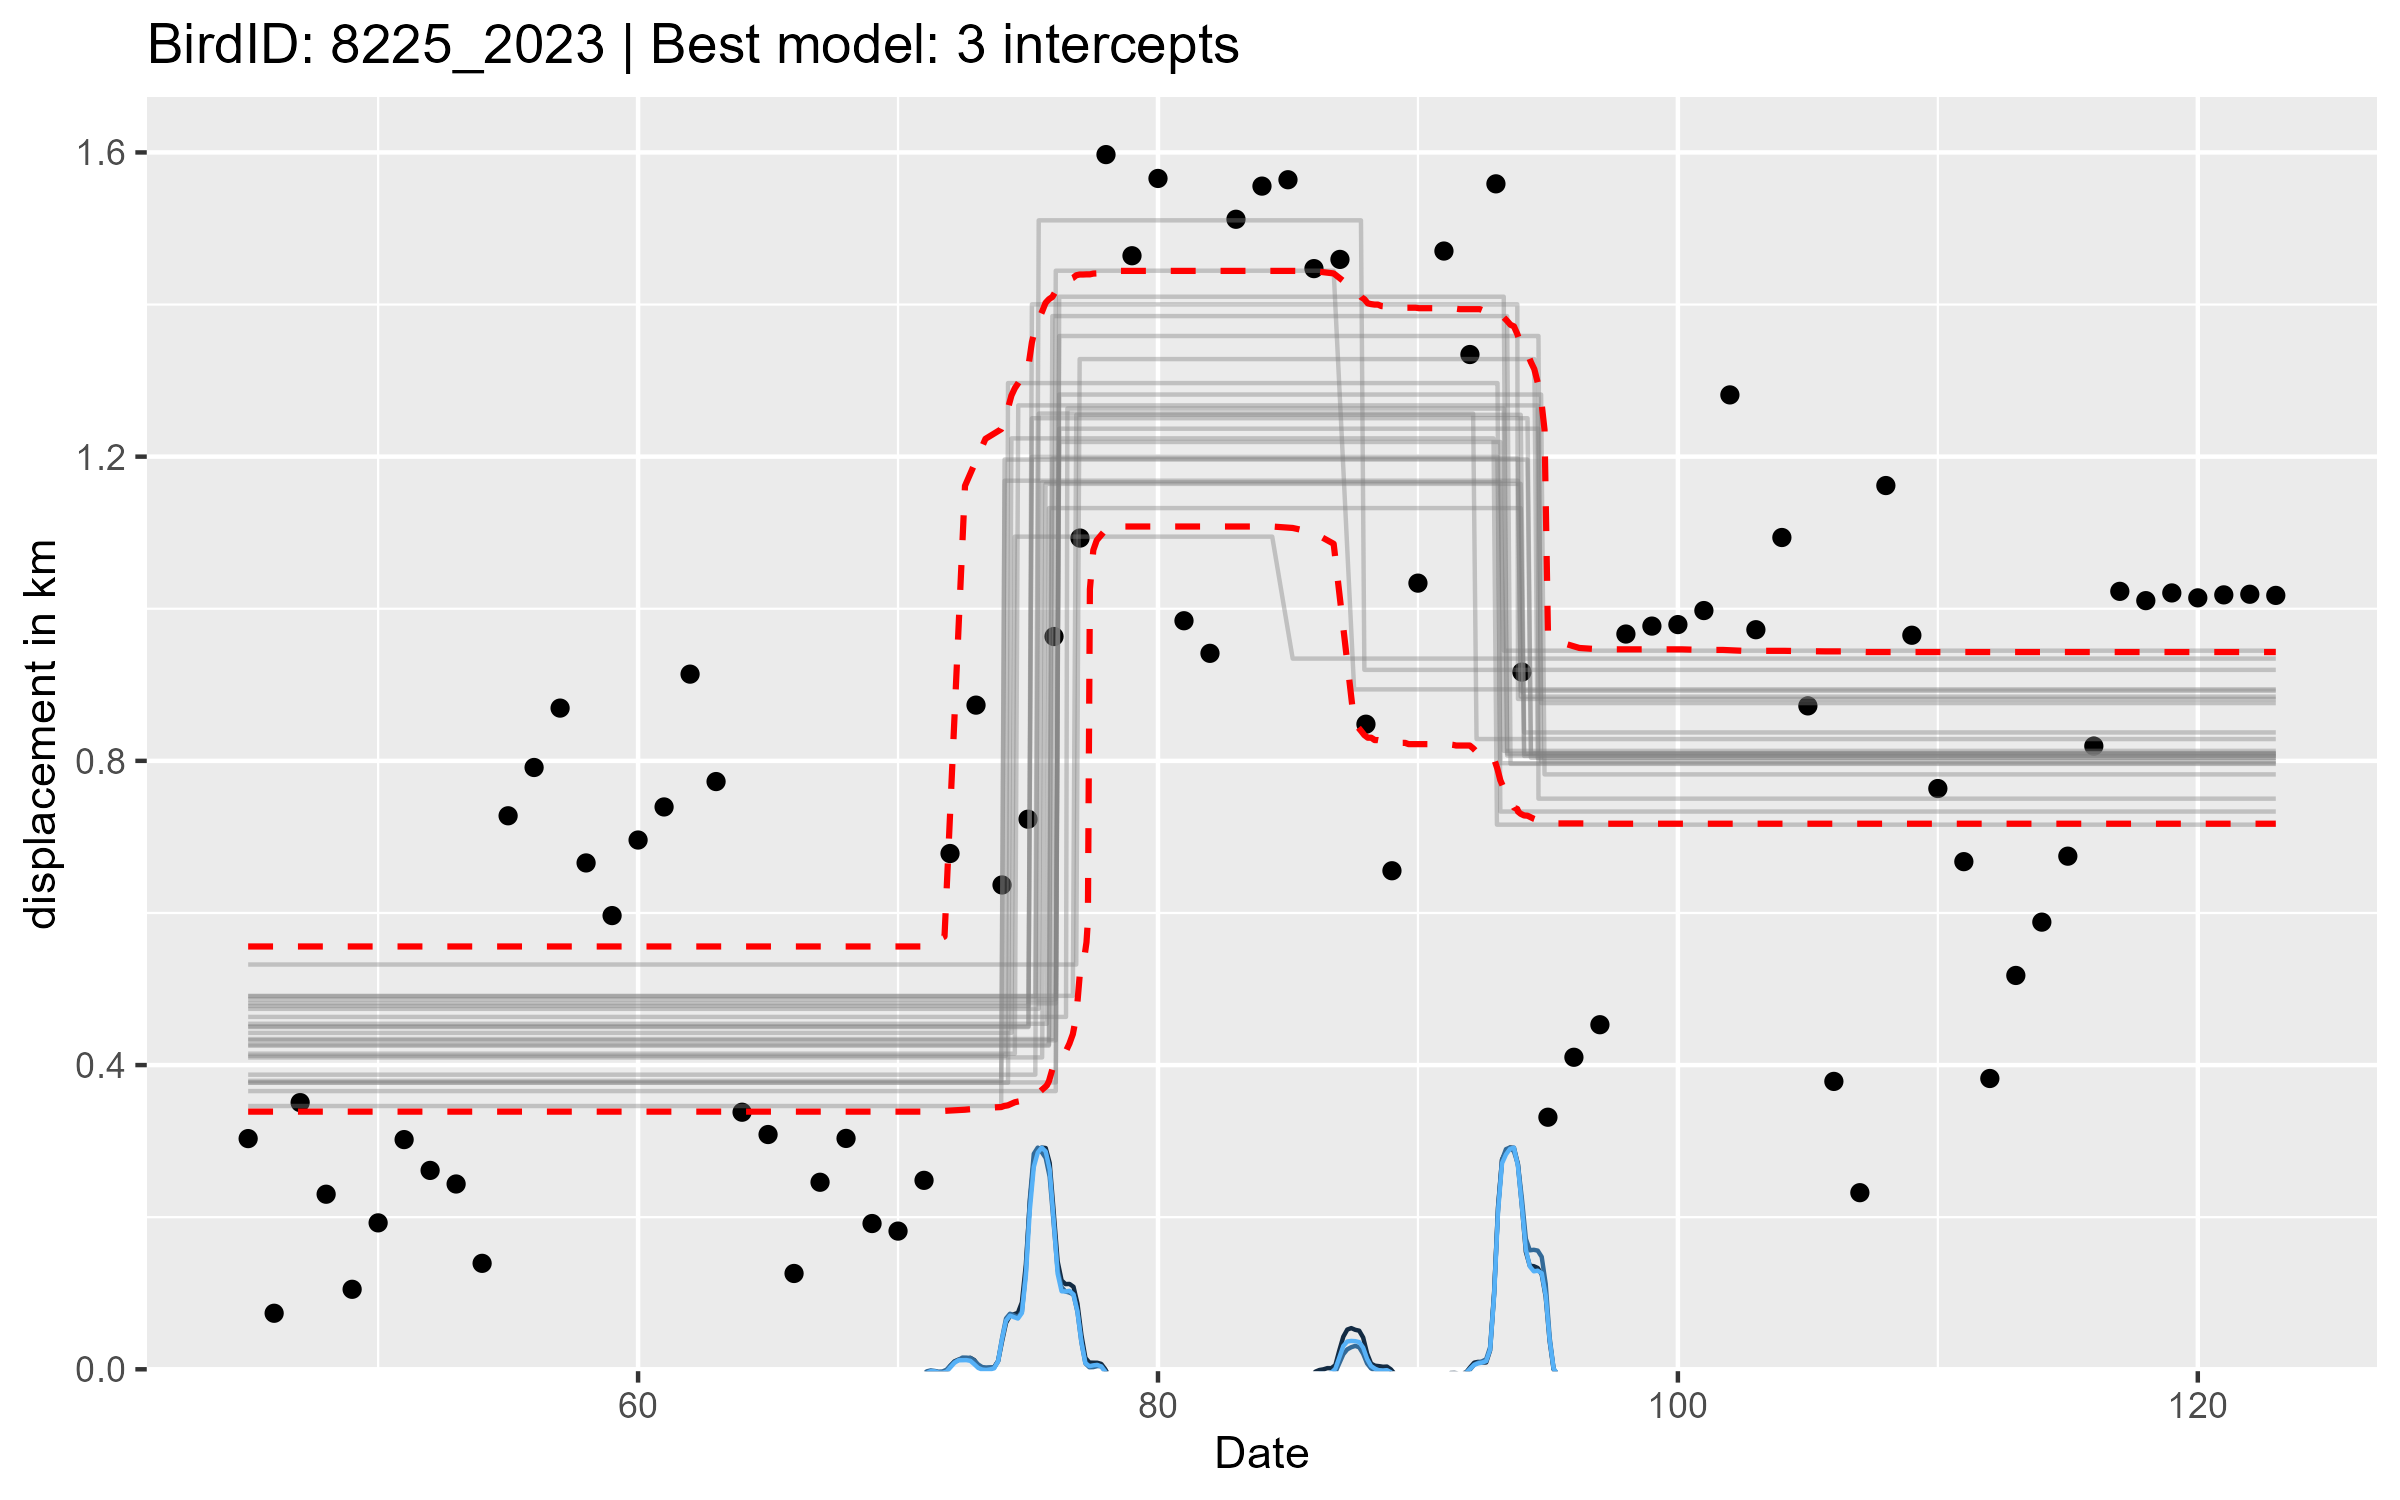 BirdID: 8225_2023 | Best model: 3 intercepts
displacement in km
1.6
1.2
0.8
0.4
0.0
60 80 100 120
Date